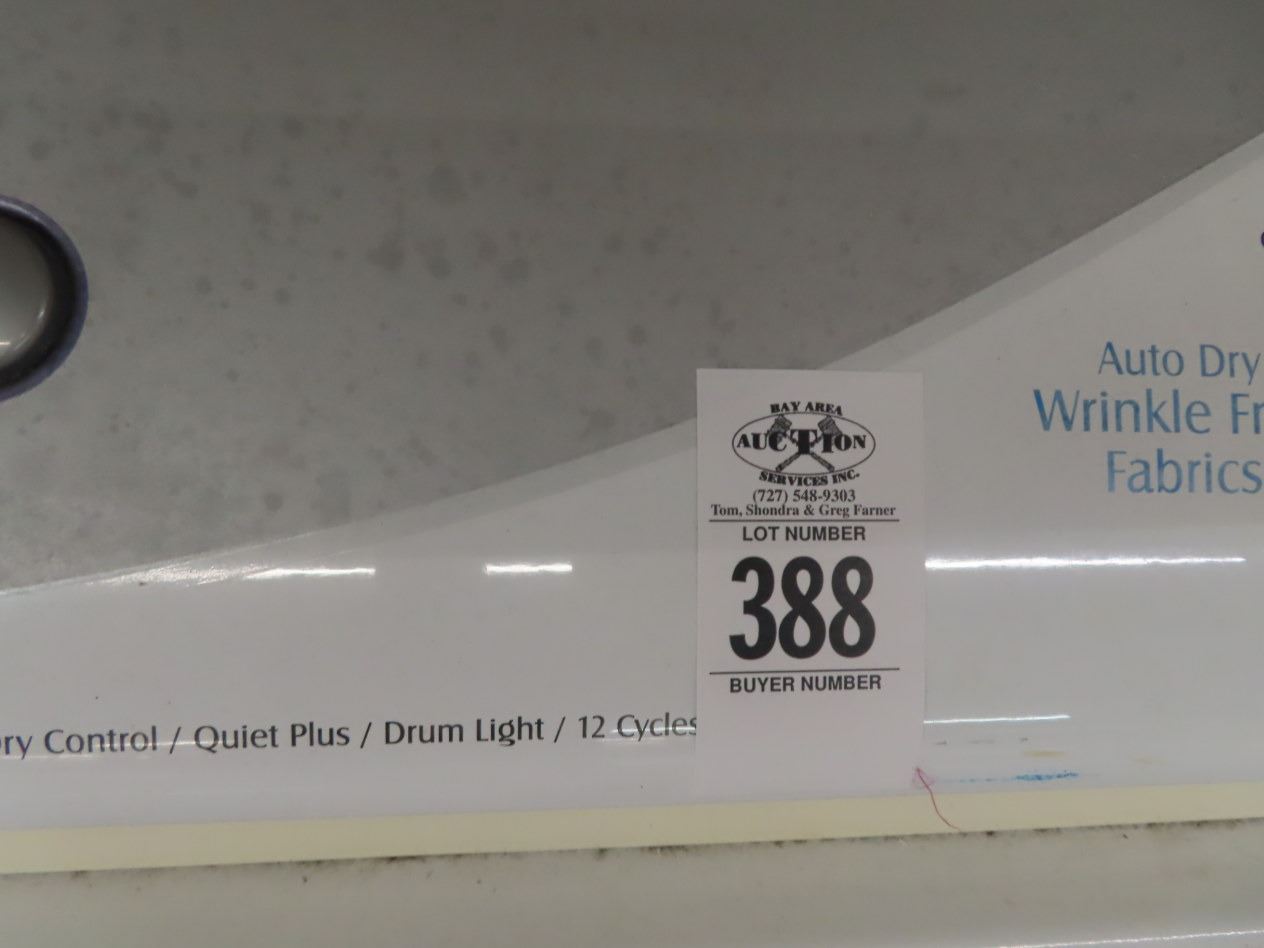 Auto Dry
Wrinkle Fr
Fabrics
BAY AREA
AUCTION
SERVICES INC.
(727) 548-9303
Tom, Shondra & Greg Farner
LOT NUMBER
388
BUYER NUMBER
ry Control / Quiet Plus / Drum Light / 12 Cycles